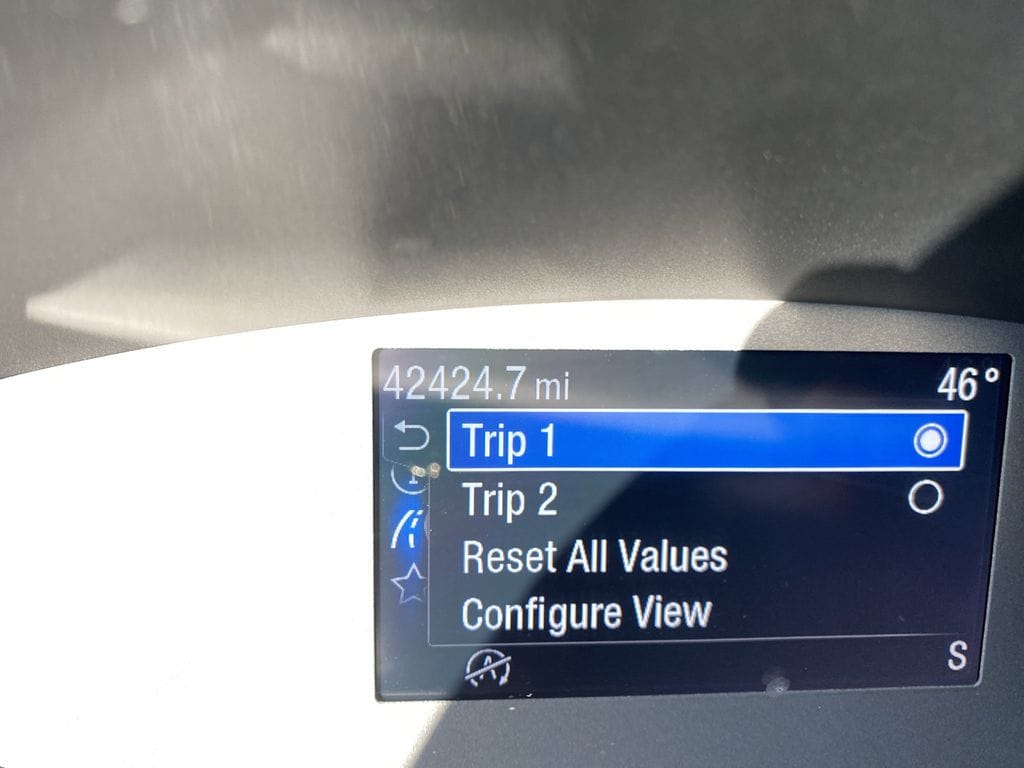 42424.7 mi 46°
Trip 1
Trip 2
Reset All Values
Configure View
A S